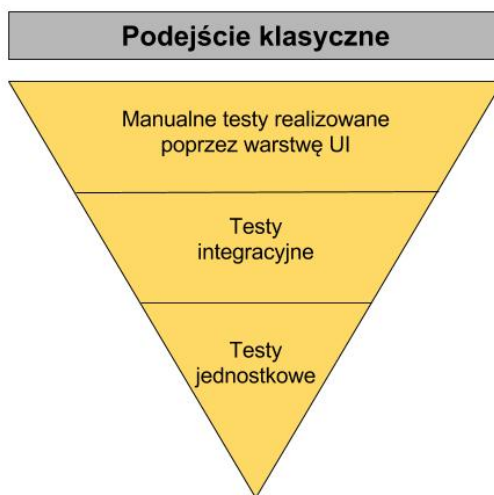 Podejście klasyczne
Manualne testy realizowane
poprzez warstwę UI
Testy
integracyjne
Testy
jednostkowe